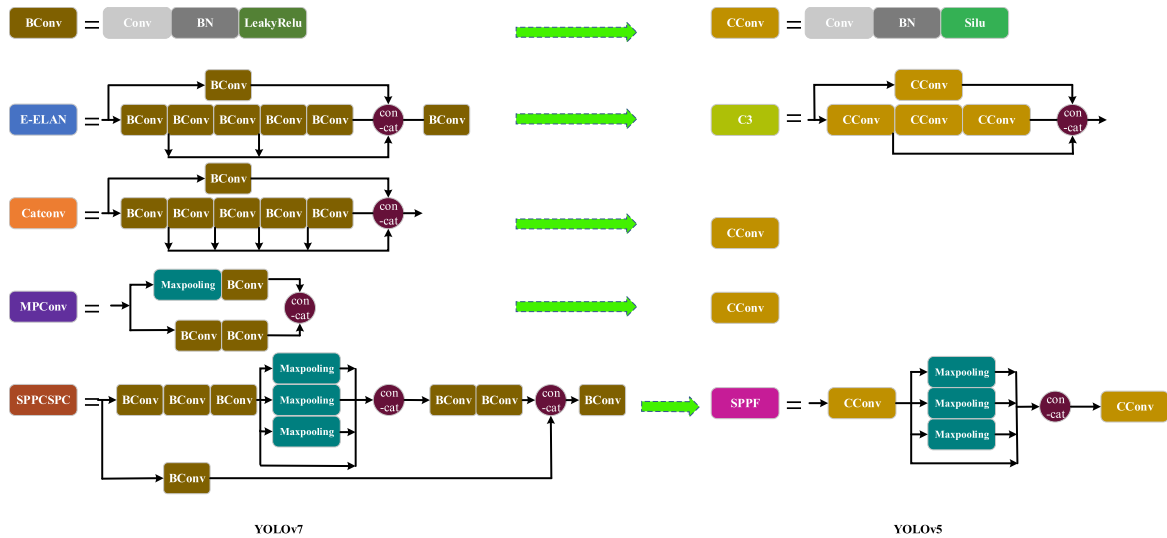 BConv = Conv BN LeakyRelu CConv = Conv BN Silu
BConv CConv
E-ELAN = BConv BConv BConv BConv BConv con-cat BConv C3 = CConv CConv CConv con-cat
BConv
Catconv = BConv BConv BConv BConv BConv con-cat CConv
Maxpooling BConv
MPConv = con-cat CConv
BConv BConv
Maxpooling Maxpooling
SPPCSPC = BConv BConv BConv Maxpooling con-cat BConv BConv con-cat BConv SPPF = CConv Maxpooling con-cat CConv
Maxpooling Maxpooling
BConv
YOLOv7 YOLOv5